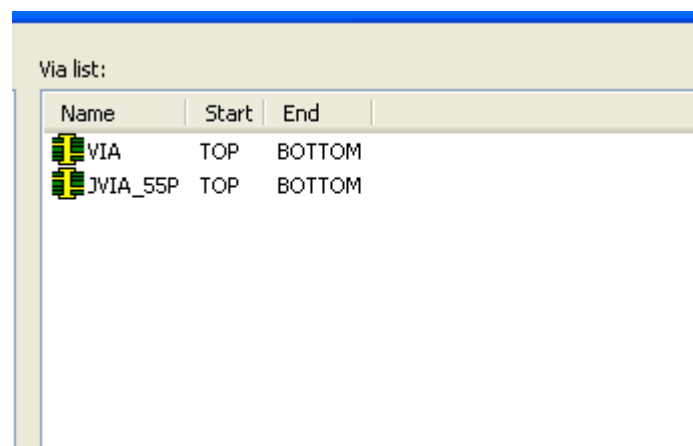 Via list:
Name Start End
VIA TOP BOTTOM
JVIA_55P TOP BOTTOM